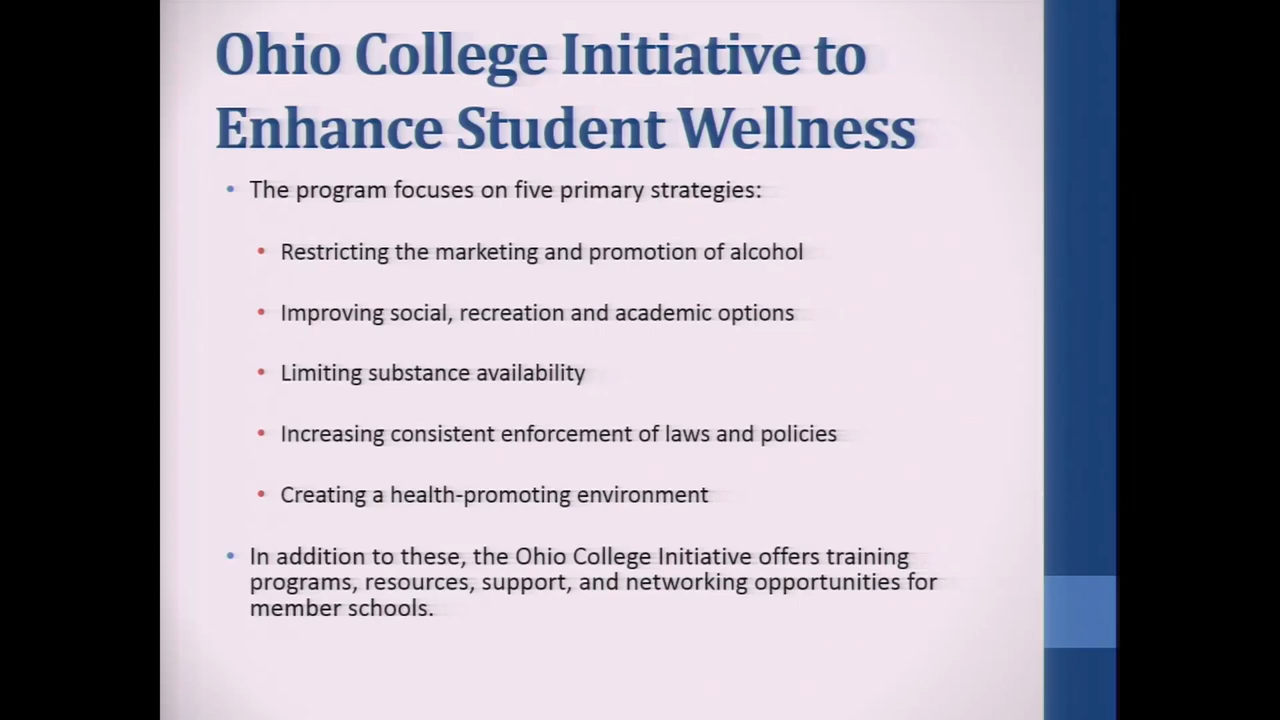 Ohio College Initiative to
Enhance Student Wellness
• The program focuses on five primary strategies:
• Restricting the marketing and promotion of alcohol
• Improving social, recreation and academic options
• Limiting substance availability
• Increasing consistent enforcement of laws and policies
• Creating a health-promoting environment
• In addition to these, the Ohio College Initiative offers training
programs, resources, support, and networking opportunities for
member schools.